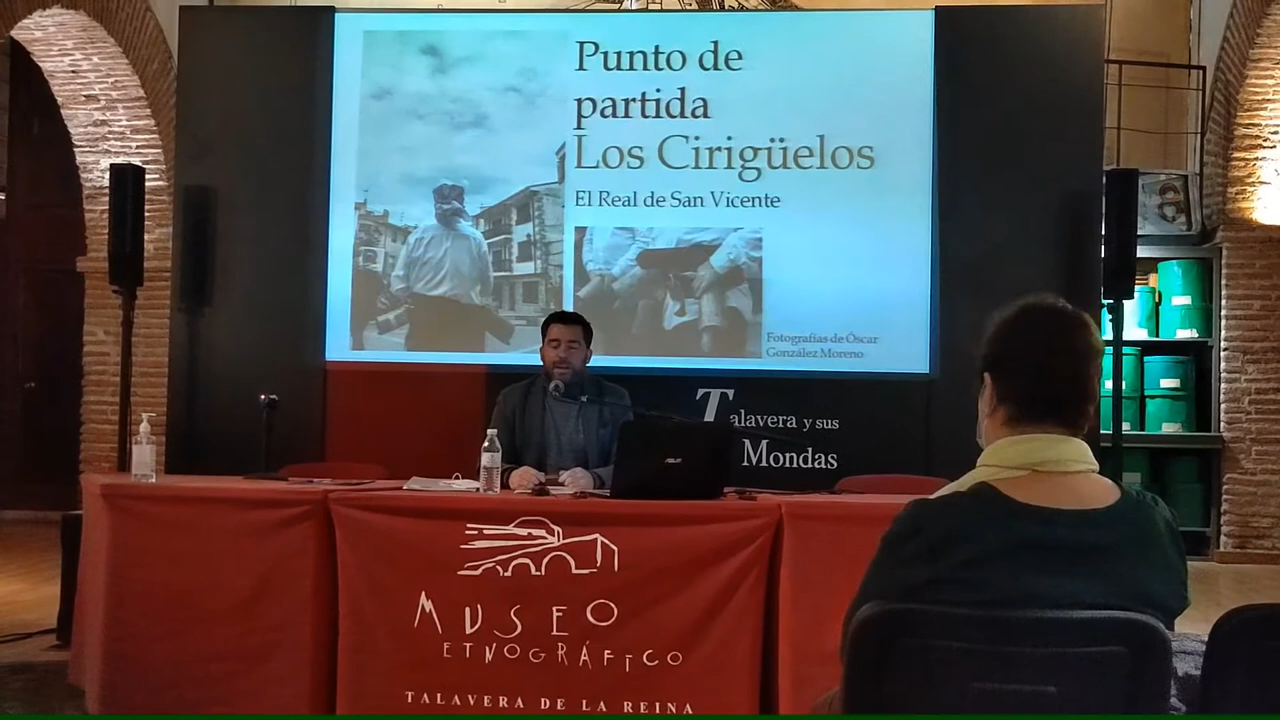 Punto de
partida
Los Cirigüelos
El Real de San Vicente
Fotografías de Óscar
González Moreno
Talavera y sus
Mondas
ASUS
MUSEO
ETNOGRÁFICO
TALAVERA DE LA REINA